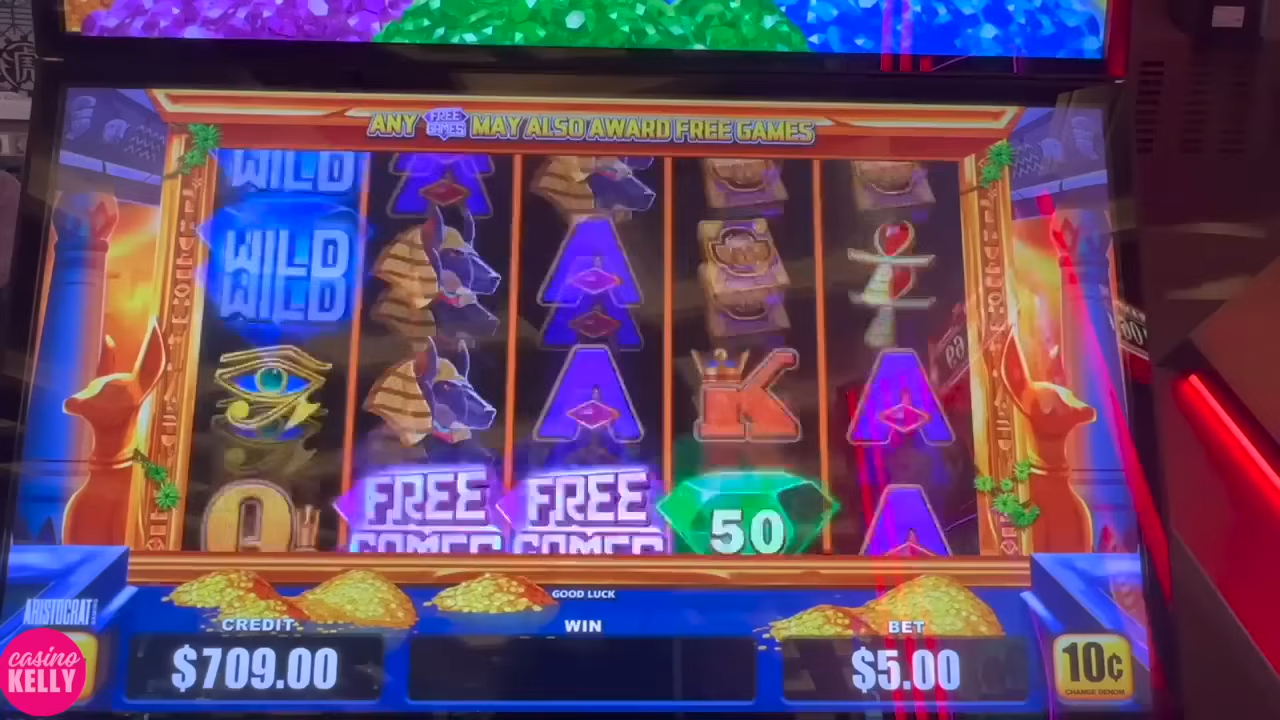 ANY FREE GAMES MAY ALSO AWARD FREE GAMES
WILD
WILD
WILD
K
A
A
A
A
A
Q
FREE GAMES
FREE GAMES
50
GOOD LUCK
ARISTOCRAT
CREDIT
WIN
BET
$709.00
$5.00
10¢
CHANGE DENOM
casino
KELLY